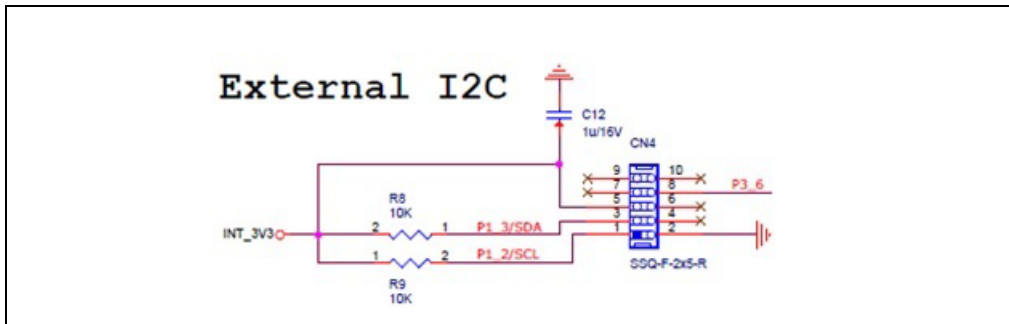 External I2C
C12
1u/16V
CN4
9 10
7 8 P3_6
5 6
3 4
1 2
R8
10K
INT_3V3 2 1 P1_3/SDA
1 2 P1_2/SCL
SSQ-F-2x5-R
R9
10K